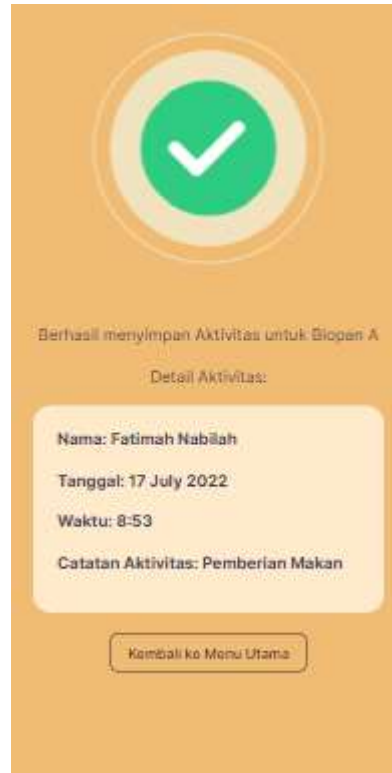 Berhasil menyimpan Aktivitas untuk Biopan A
Detail Aktivitas:
Nama: Fatimah Nabilah
Tanggal: 17 July 2022
Waktu: 8:53
Catatan Aktivitas: Pemberian Makan
Kembali ke Menu Utama